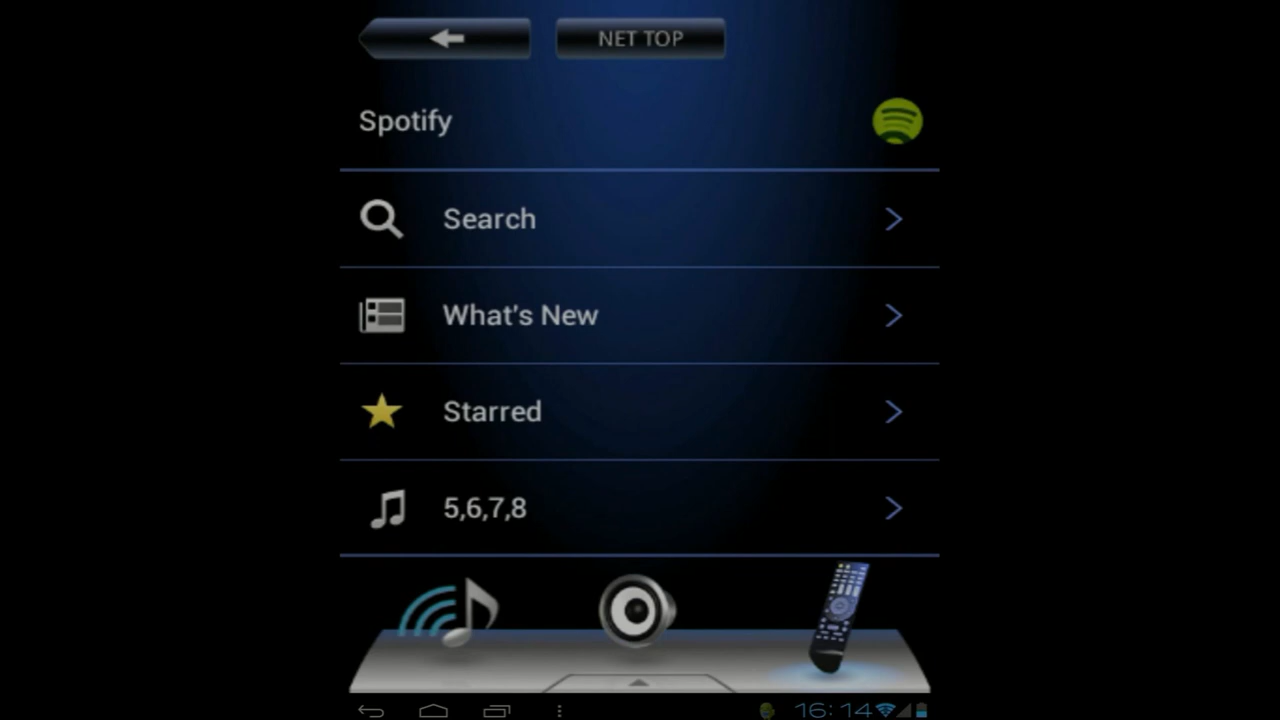 NET TOP
Spotify
Search
What's New
Starred
5,6,7,8
16:14